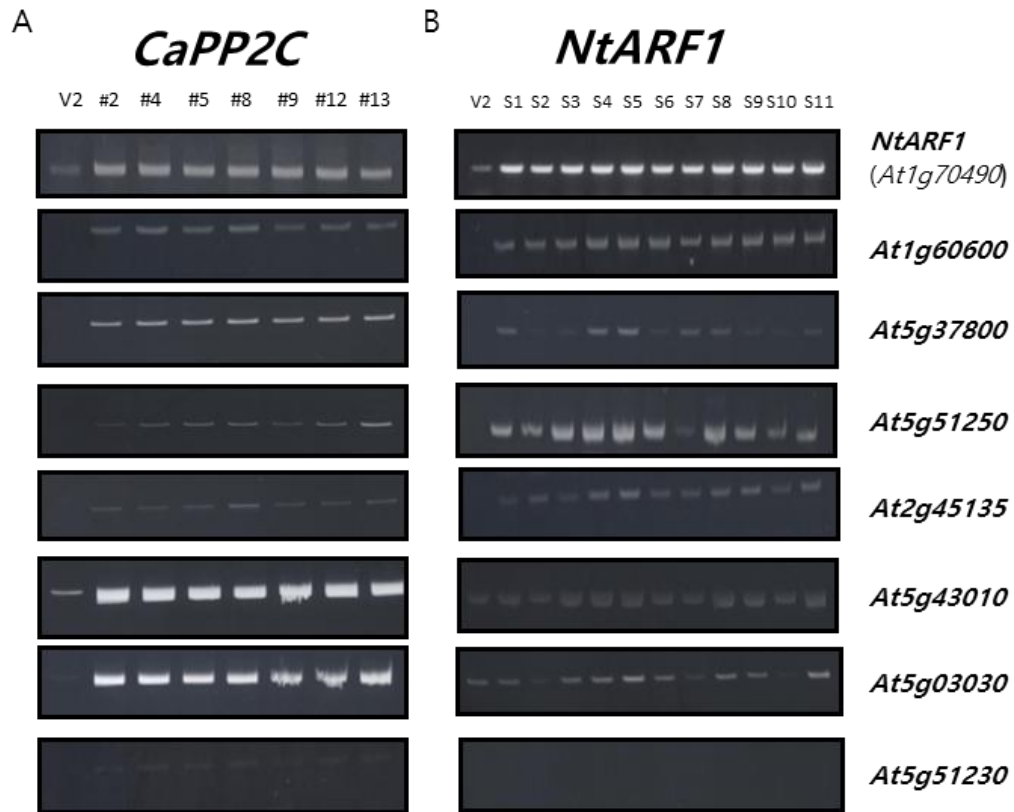 A B
CaPP2C NtARF1
V2 #2 #4 #5 #8 #9 #12 #13 V2 S1 S2 S3 S4 S5 S6 S7 S8 S9 S10 S11
NtARF1
(At1g70490)
At1g60600
At5g37800
At5g51250
At2g45135
At5g43010
At5g03030
At5g51230